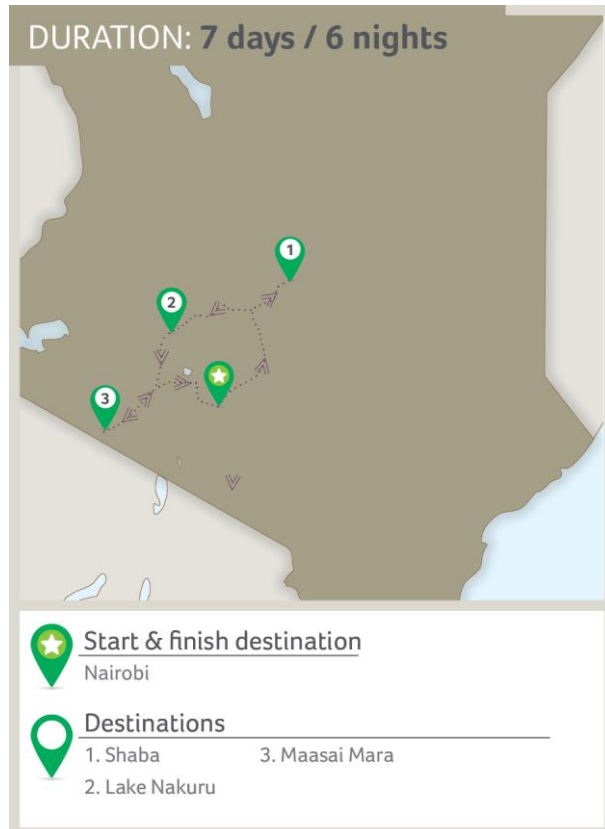 DURATION: 7 days / 6 nights
1
2
3
Start & finish destination
Nairobi
Destinations
1. Shaba 3. Maasai Mara
2. Lake Nakuru